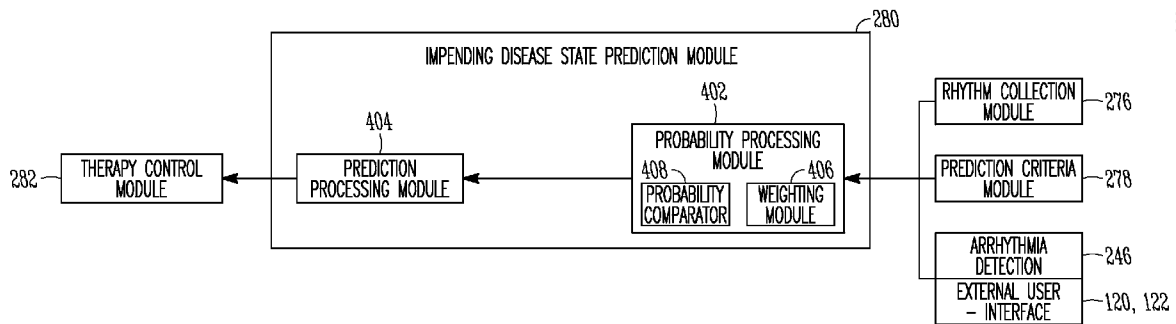 280
IMPENDING DISEASE STATE PREDICTION MODULE
402
404
RHYTHM COLLECTION
MODULE
276
PROBABILITY PROCESSING
MODULE
282
THERAPY CONTROL
MODULE
PREDICTION
PROCESSING MODULE
408
406
PROBABILITY
COMPARATOR
WEIGHTING
MODULE
PREDICTION CRITERIA
MODULE
278
ARRHYTHMIA
DETECTION
246
EXTERNAL USER
- INTERFACE
120, 122